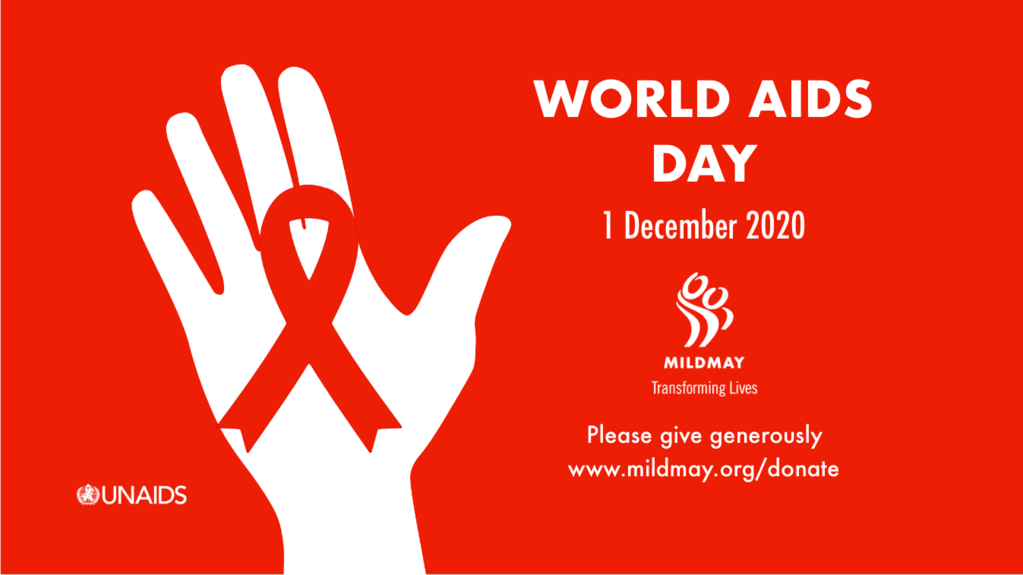 WORLD AIDS
DAY
1 December 2020
MILDMAY
Transforming Lives
Please give generously
www.mildmay.org/donate
UNAIDS